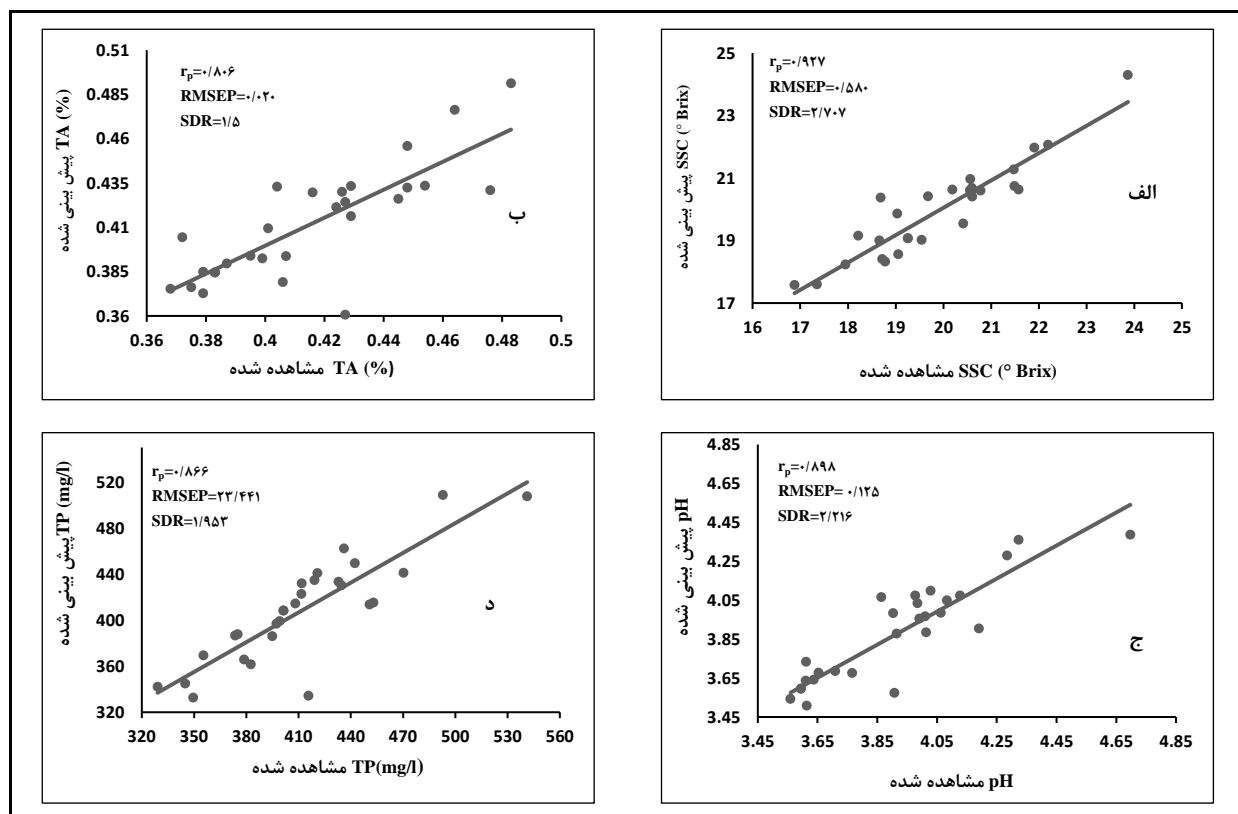 25
23
21
19
17
16 17 18 19 20 21 22 23 24 25
پیش بینی شده SSC (° Brix)
مشاهده شده SSC (° Brix)
rp=۰/۹۲۷
RMSEP=۰/۵۸۰
SDR=۲/۷۰۷
الف
0.51
0.485
0.46
0.435
0.41
0.385
0.36
0.36 0.38 0.4 0.42 0.44 0.46 0.48 0.5
پیش بینی شده TA (%)
مشاهده شده TA (%)
rp=۰/۸۰۶
RMSEP=۰/۰۲۰
SDR=۱/۵
ب
4.85
4.65
4.45
4.25
4.05
3.85
3.65
3.45
3.45 3.65 3.85 4.05 4.25 4.45 4.65 4.85
پیش بینی شده pH
مشاهده شده pH
rp=۰/۸۹۸
RMSEP= ۰/۱۲۵
SDR=۲/۲۱۶
ج
520
480
440
400
360
320
320 350 380 410 440 470 500 530 560
پیش بینی شده TP (mg/l)
مشاهده شده TP(mg/l)
rp=۰/۸۶۶
RMSEP=۲۳/۴۴۱
SDR=۱/۹۵۳
د